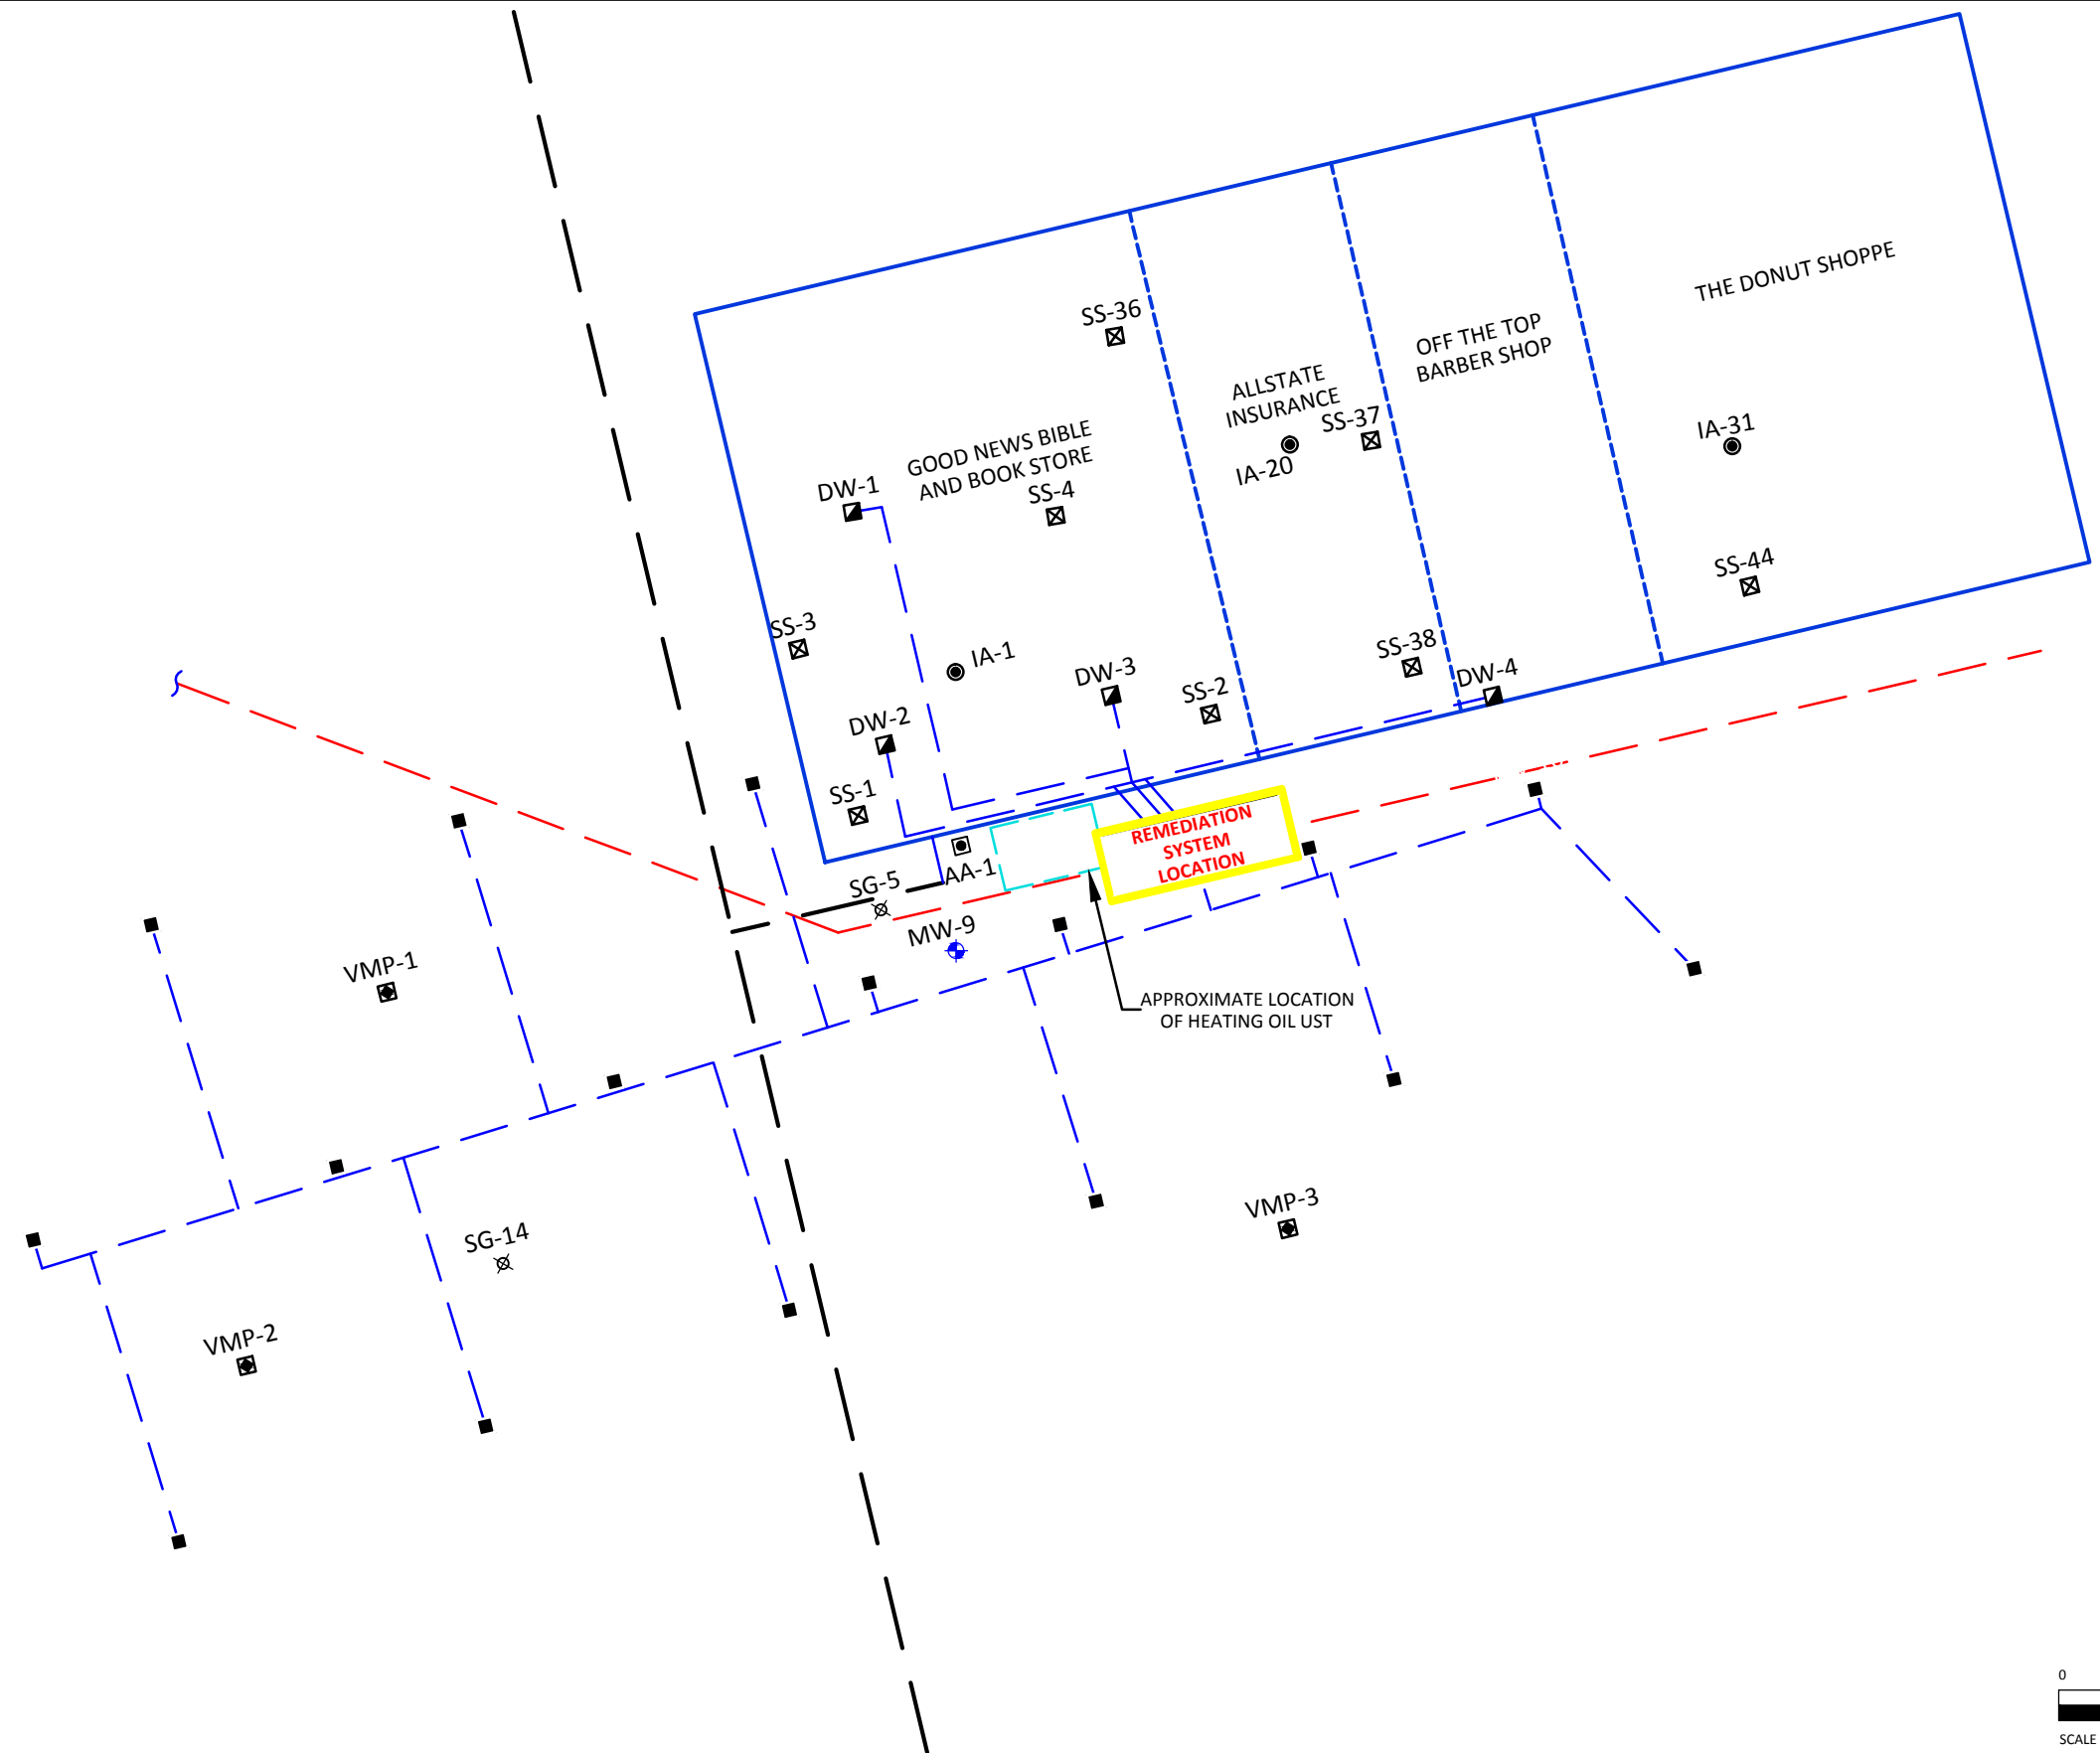 THE DONUT SHOPPE
SS-36
OFF THE TOP
BARBER SHOP
ALLSTATE
INSURANCE
SS-37
IA-31
GOOD NEWS BIBLE
AND BOOK STORE
IA-20
DW-1
SS-4
SS-44
SS-3
IA-1
SS-38
DW-3
DW-4
SS-2
DW-2
SS-1
REMEDIATION
SYSTEM
LOCATION
AA-1
SG-5
MW-9
VMP-1
APPROXIMATE LOCATION
OF HEATING OIL UST
VMP-3
SG-14
VMP-2
0
SCALE